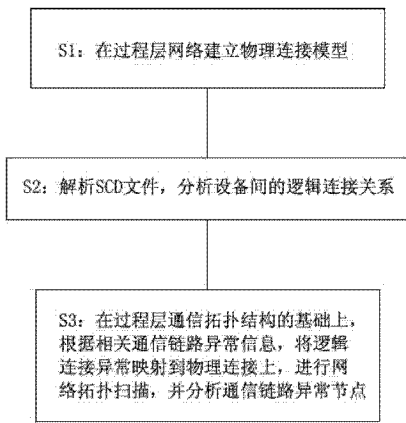 S1：在过程层网络建立物理连接模型
S2：解析SCD文件，分析设备间的逻辑连接关系
S3：在过程层通信拓扑结构的基础上，
根据相关通信链路异常信息，将逻辑
连接异常映射到物理连接上，进行网
络拓扑扫描，并分析通信链路异常节点